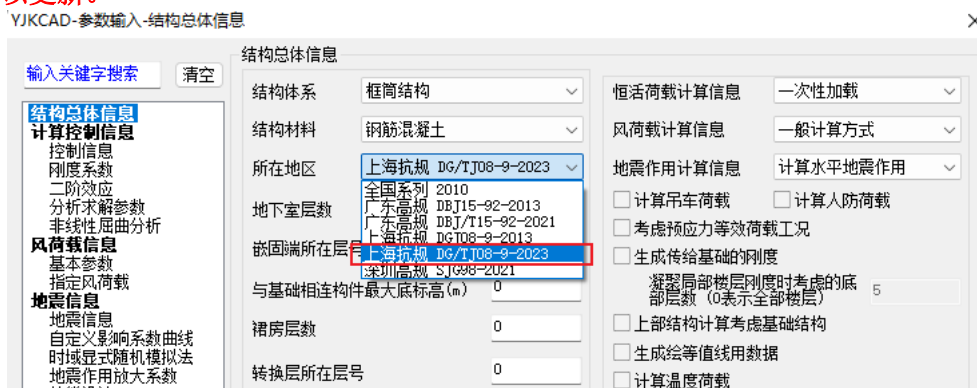 以更新。
YJKCAD-参数输入-结构总体信息
输入关键字搜索 清空
结构总体信息
计算控制信息
控制信息
刚度系数
二阶效应
分析求解参数
非线性屈曲分析
风荷载信息
基本参数
指定风荷载
地震信息
地震信息
自定义影响系数曲线
时域显式随机模拟法
地震作用放大系数
结构总体信息
结构体系 框筒结构
结构材料 钢筋混凝土
所在地区 上海抗规 DG/TJ08-9-2023
全国系列 2010
广东高规 DBJ15-92-2013
广东高规 DBJ/T15-92-2021
上海抗规 DGJ08-9-2013
上海抗规 DG/TJ08-9-2023
深圳高规 SJG98-2021
地下室层数
嵌固端所在层号
与基础相连构件最大底标高(m) 0
裙房层数 0
转换层所在层号 0
恒活荷载计算信息 一次性加载
风荷载计算信息 一般计算方式
地震作用计算信息 计算水平地震作用
计算吊车荷载 计算人防荷载
考虑预应力等效荷载工况
生成传给基础的刚度
凝聚局部楼层刚度时考虑的底
部层数（0表示全部楼层） 5
上部结构计算考虑基础结构
生成绘等值线用数据
计算温度荷载